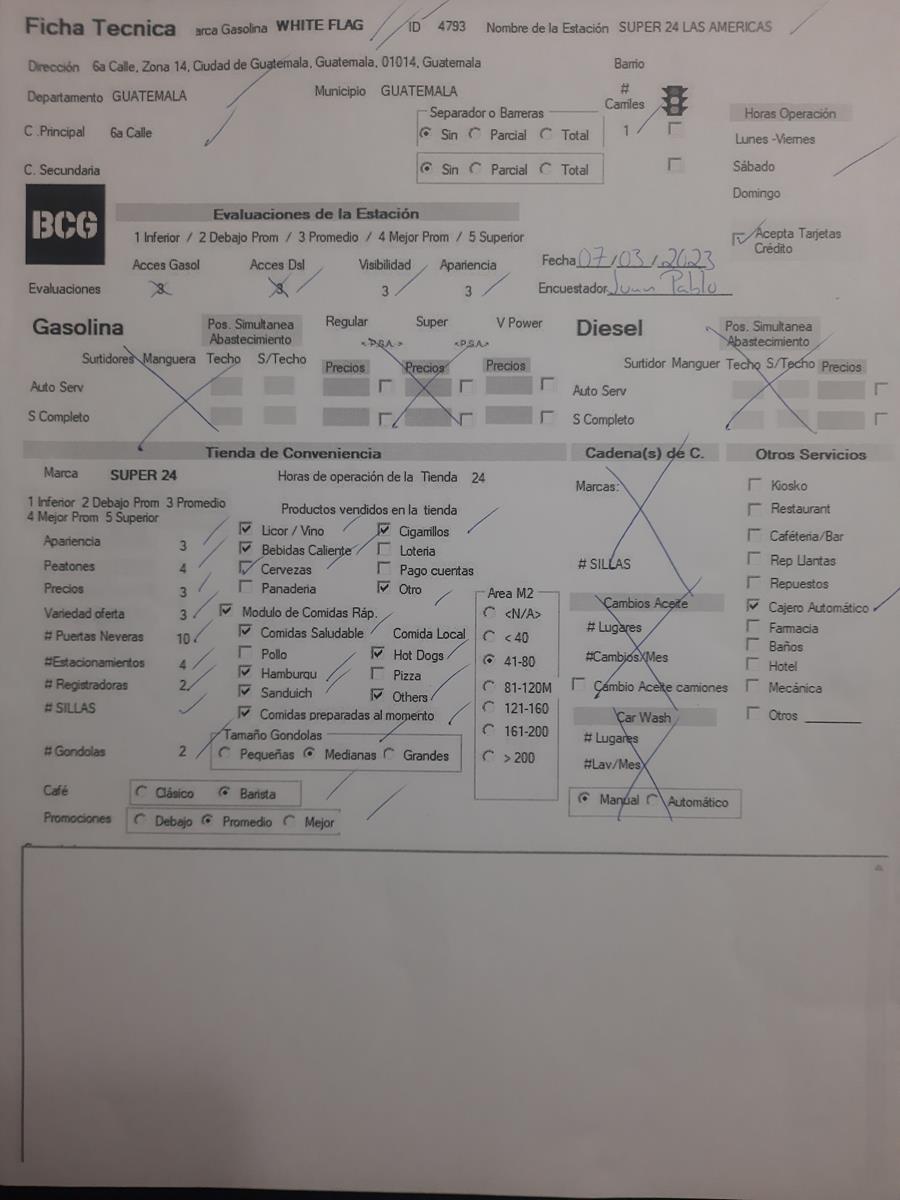 Ficha Tecnica arca Gasolina WHITE FLAG ID 4793 Nombre de la Estación SUPER 24 LAS AMERICAS
Dirección 6a Calle, Zona 14, Ciudad de Guatemala, Guatemala, 01014, Guatemala Barrio
Departamento GUATEMALA Municipio GUATEMALA # Carriles
Separador o Barreras Horas Operación
C .Principal 6a Calle Sin Parcial Total 1 Lunes -Viernes
C. Secundaria Sin Parcial Total Sábado
Domingo
BCG
Evaluaciones de la Estación
1 Inferior / 2 Debajo Prom / 3 Promedio / 4 Mejor Prom / 5 Superior
Acepta Tarjetas Crédito
Acces Gasol Acces Dsl Visibilidad Apariencia Fecha 07/03/2023
Evaluaciones 3 3 3 3 Encuestador Juan Pablo
Gasolina Pos. Simultanea Abastecimiento Regular Super V Power Diesel Pos. Simultanea Abastecimiento
<P.S.A.> <P.S.A>
Surtidores Manguera Techo S/Techo Precios Precios Precios Surtidor Manguer Techo S/Techo Precios
Auto Serv Auto Serv
S Completo S Completo
Tienda de Conveniencia Cadena(s) de C. Otros Servicios
Marca SUPER 24 Horas de operación de la Tienda 24 Marcas: Kiosko
1 Inferior 2 Debajo Prom 3 Promedio
4 Mejor Prom 5 Superior
Productos vendidos en la tienda Restaurant
Apariencia 3 Licor / Vino Cigarrillos Caféteria/Bar
Peatones 4 Bebidas Caliente Loteria # SILLAS Rep Llantas
Precios 3 Cervezas Pago cuentas Repuestos
Panaderia Otro Area M2
Variedad oferta 3 Modulo de Comidas Ráp. <N/A> Cambios Aceite Cajero Automático
# Puertas Neveras 10 Comidas Saludable Comida Local < 40 # Lugares Farmacia
Pollo Hot Dogs Baños
#Estacionamientos 4 Hamburqu Pizza 41-80 #CambiosXMes Hotel
# Registradoras 2 Sanduich Others 81-120M Cambio Aceite camiones Mecánica
# SILLAS Comidas preparadas al momento 121-160 Car Wash Otros
Tamaño Gondolas 161-200 # Lugares
# Gondolas 2 Pequeñas Medianas Grandes > 200 #Lav/Mes
Café Clásico Barista Manual Automático
Promociones Debajo Promedio Mejor